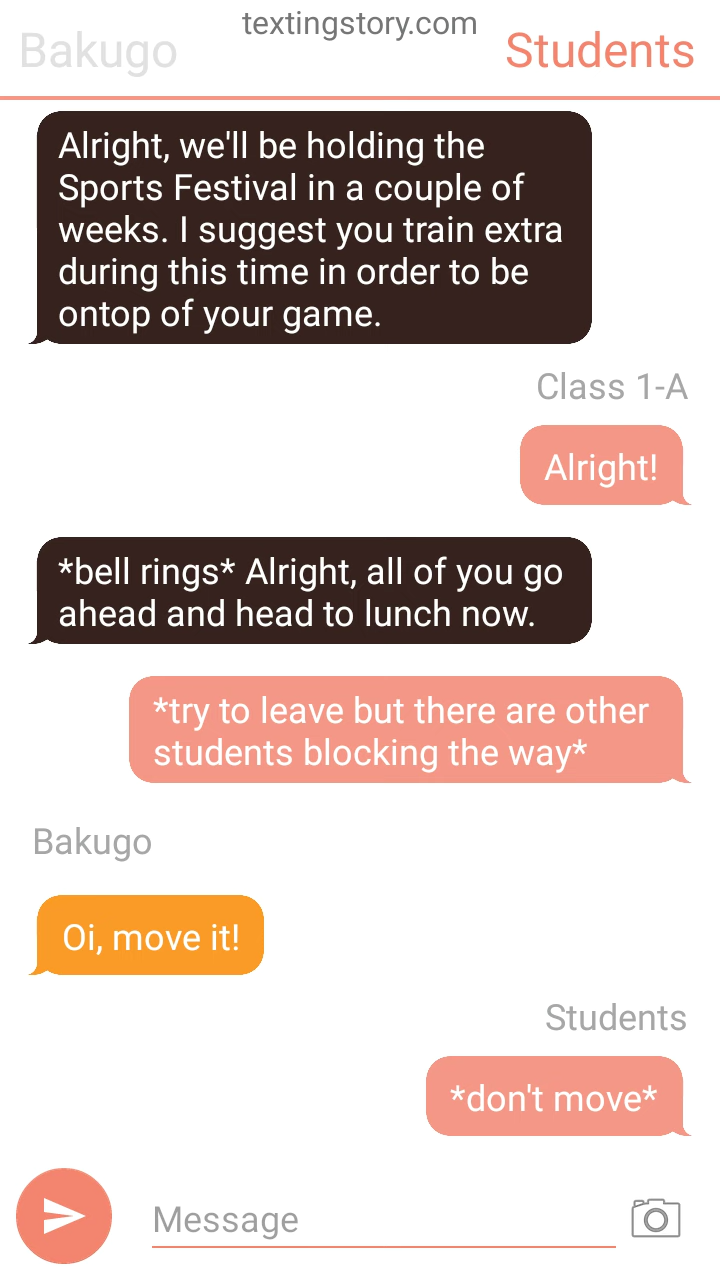 textingstory.com
Bakugo
Students
Alright, we'll be holding the
Sports Festival in a couple of
weeks. I suggest you train extra
during this time in order to be
ontop of your game.
Class 1-A
Alright!
*bell rings* Alright, all of you go
ahead and head to lunch now.
*try to leave but there are other
students blocking the way*
Bakugo
Oi, move it!
Students
*don't move*
Message